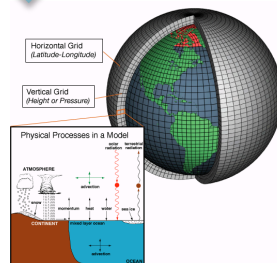 Horizontal Grid
(Latitude-Longitude)
Vertical Grid
(Height or Pressure)
Physical Processes in a Model
solar
radiation
terrestrial
radiation
ATMOSPHERE
advection
snow
momentum
heat
water
sea ice
CONTINENT
mixed layer ocean
advection
OCEAN